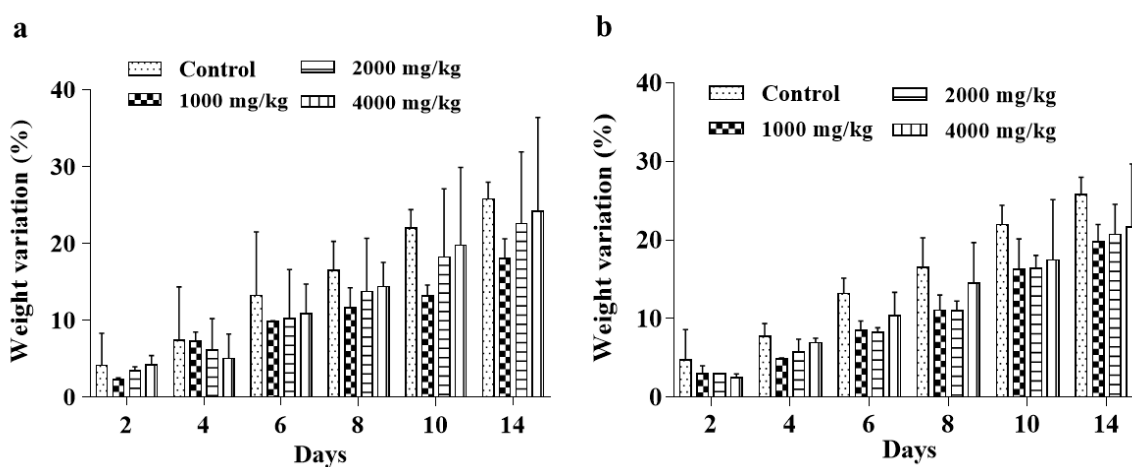 a
Control
2000 mg/kg
1000 mg/kg
4000 mg/kg
Weight variation (%)
40
30
20
10
0
2 4 6 8 10 14
Days
b
Control
2000 mg/kg
1000 mg/kg
4000 mg/kg
Weight variation (%)
40
30
20
10
0
2 4 6 8 10 14
Days